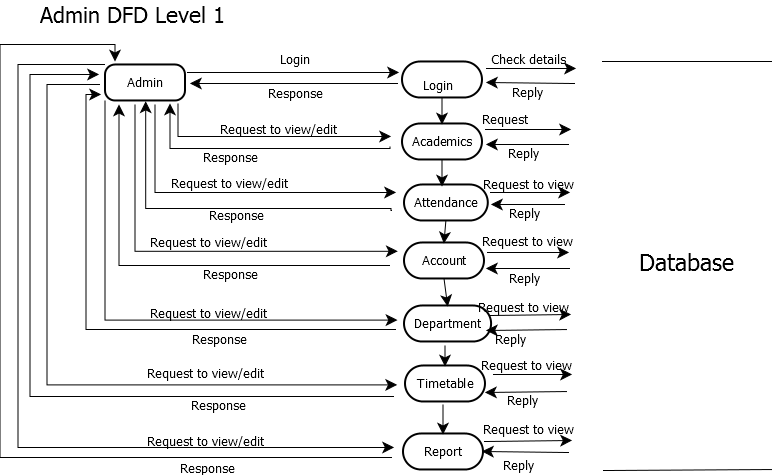 Admin DFD Level 1
Login
Check details
Admin
Login
Response
Reply
Request to view/edit
Request
Academics
Response
Reply
Request to view/edit
Request to view
Attendance
Response
Reply
Request to view/edit
Request to view
Account
Database
Response
Reply
Request to view/edit
Request to view
Department
Response
Reply
Request to view/edit
Request to view
Timetable
Response
Reply
Request to view/edit
Request to view
Report
Response
Reply